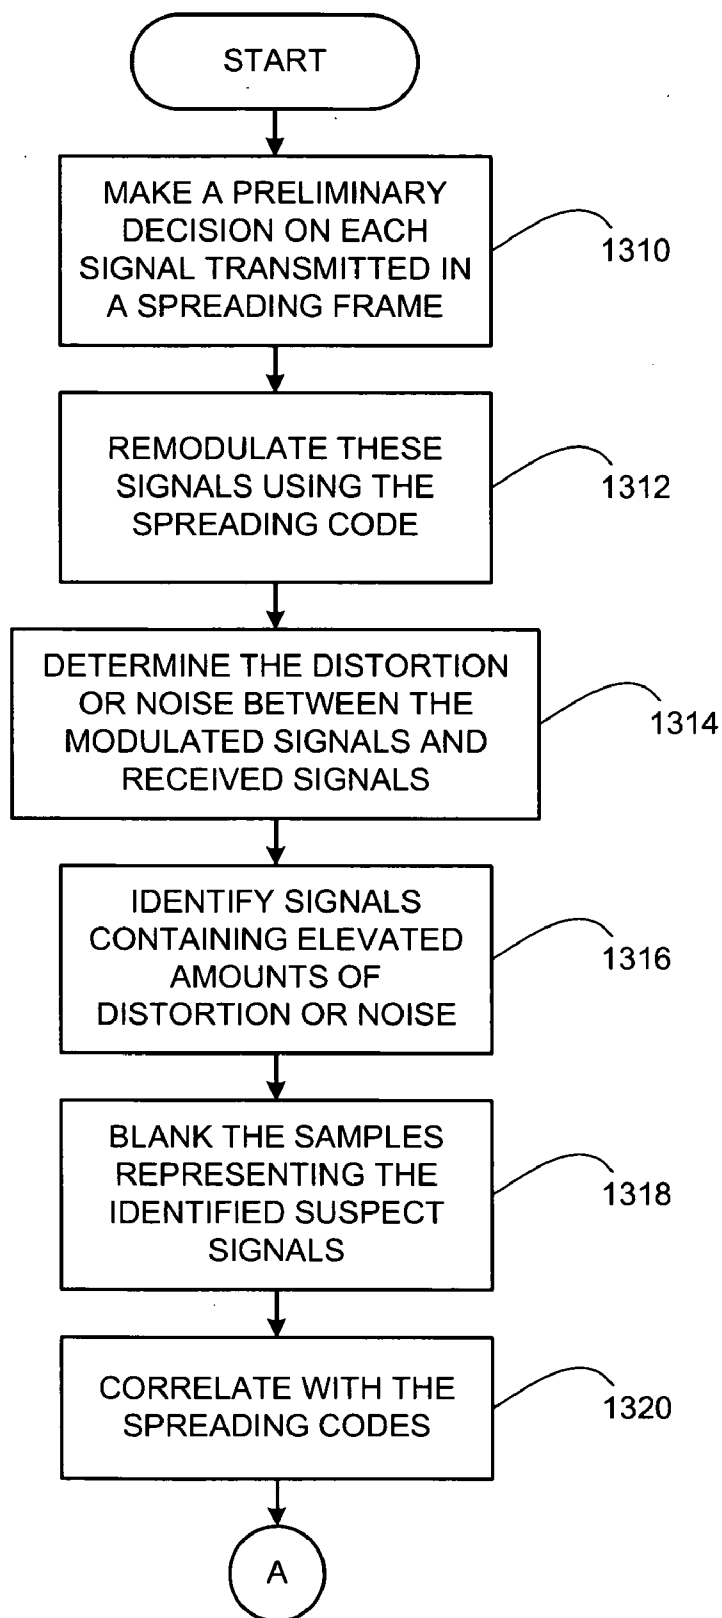 START
MAKE A PRELIMINARY
DECISION ON EACH
SIGNAL TRANSMITTED IN
A SPREADING FRAME
1310
REMODULATE THESE
SIGNALS USING THE
SPREADING CODE
1312
DETERMINE THE DISTORTION
OR NOISE BETWEEN THE
MODULATED SIGNALS AND
RECEIVED SIGNALS
1314
IDENTIFY SIGNALS
CONTAINING ELEVATED
AMOUNTS OF
DISTORTION OR NOISE
1316
BLANK THE SAMPLES
REPRESENTING THE
IDENTIFIED SUSPECT
SIGNALS
1318
CORRELATE WITH THE
SPREADING CODES
1320
A